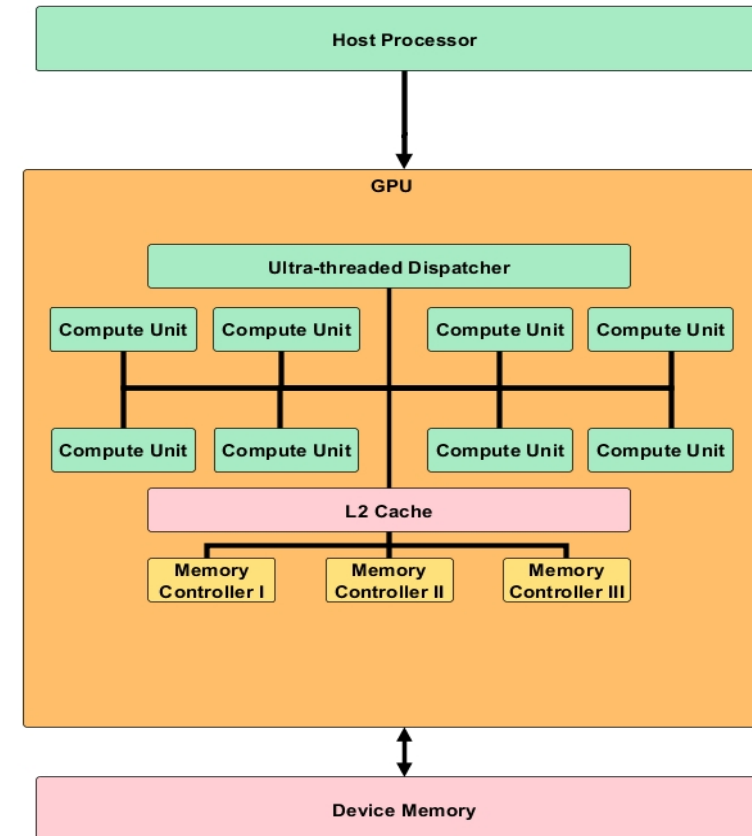 Host Processor
GPU
Ultra-threaded Dispatcher
Compute Unit
Compute Unit
Compute Unit
Compute Unit
Compute Unit
Compute Unit
Compute Unit
Compute Unit
L2 Cache
Memory
Controller I
Memory
Controller II
Memory
Controller III
Device Memory